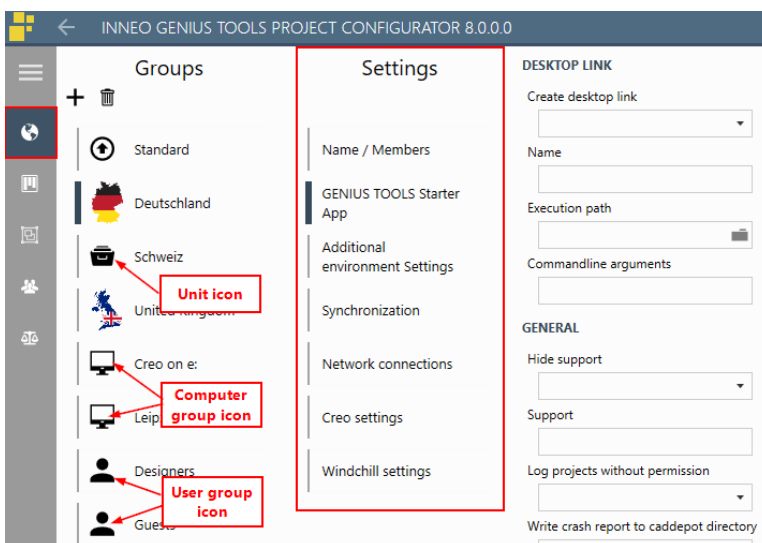 INNEO GENIUS TOOLS PROJECT CONFIGURATOR 8.0.0.0
Groups
Standard
Deutschland
Schweiz
Unit icon
Creo on e:
Computer
group icon
Designers
User group
icon
Settings
Name / Members
GENIUS TOOLS Starter
App
Additional
environment Settings
Synchronization
Network connections
Creo settings
Windchill settings
DESKTOP LINK
Create desktop link
Name
Execution path
Commandline arguments
GENERAL
Hide support
Support
Log projects without permission
Write crash report to caddepot directory